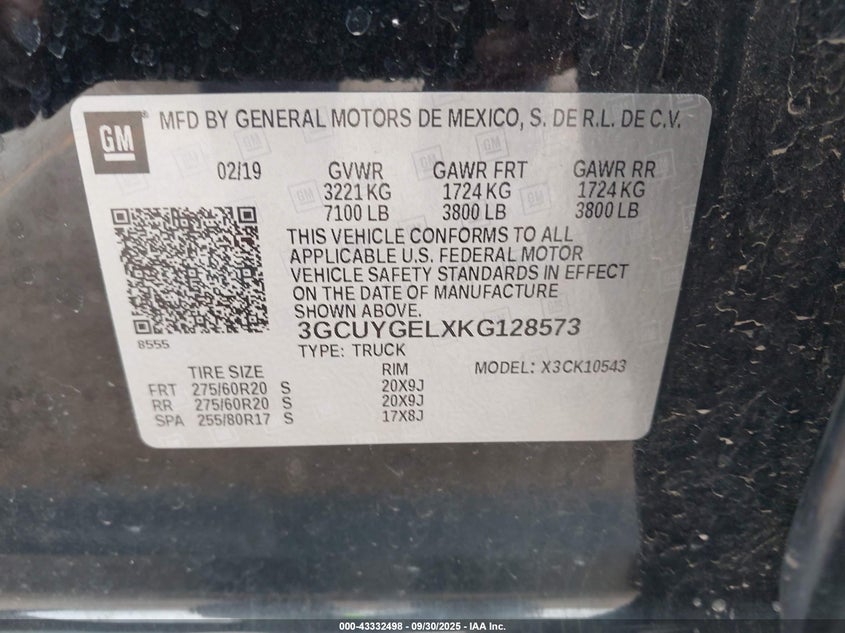 GM
MFD BY GENERAL MOTORS DE MEXICO, S. DE R.L. DE C.V.
02/19 GVWR GAWR FRT GAWR RR
3221 KG 1724 KG 1724 KG
7100 LB 3800 LB 3800 LB
THIS VEHICLE CONFORMS TO ALL
APPLICABLE U.S. FEDERAL MOTOR
VEHICLE SAFETY STANDARDS IN EFFECT
ON THE DATE OF MANUFACTURE
SHOWN ABOVE.
3GCUYGELXKG128573
8555
TYPE: TRUCK
TIRE SIZE RIM MODEL: X3CK10543
FRT 275/60R20 S 20X9J
RR 275/60R20 S 20X9J
SPA 255/80R17 S 17X8J
000-43332498 - 09/30/2025 - IAA Inc.